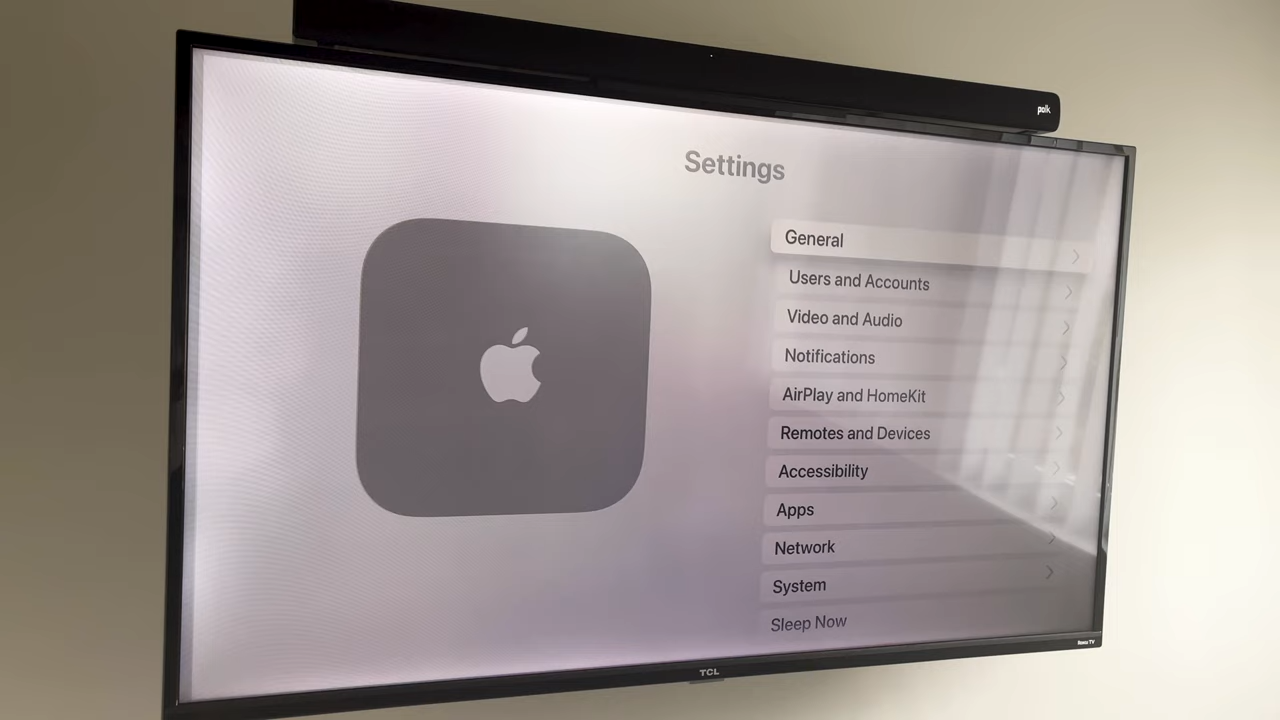 polk
Settings
General
Users and Accounts
Video and Audio
Notifications
AirPlay and HomeKit
Remotes and Devices
Accessibility
Apps
Network
System
Sleep Now
TCL
Roku TV